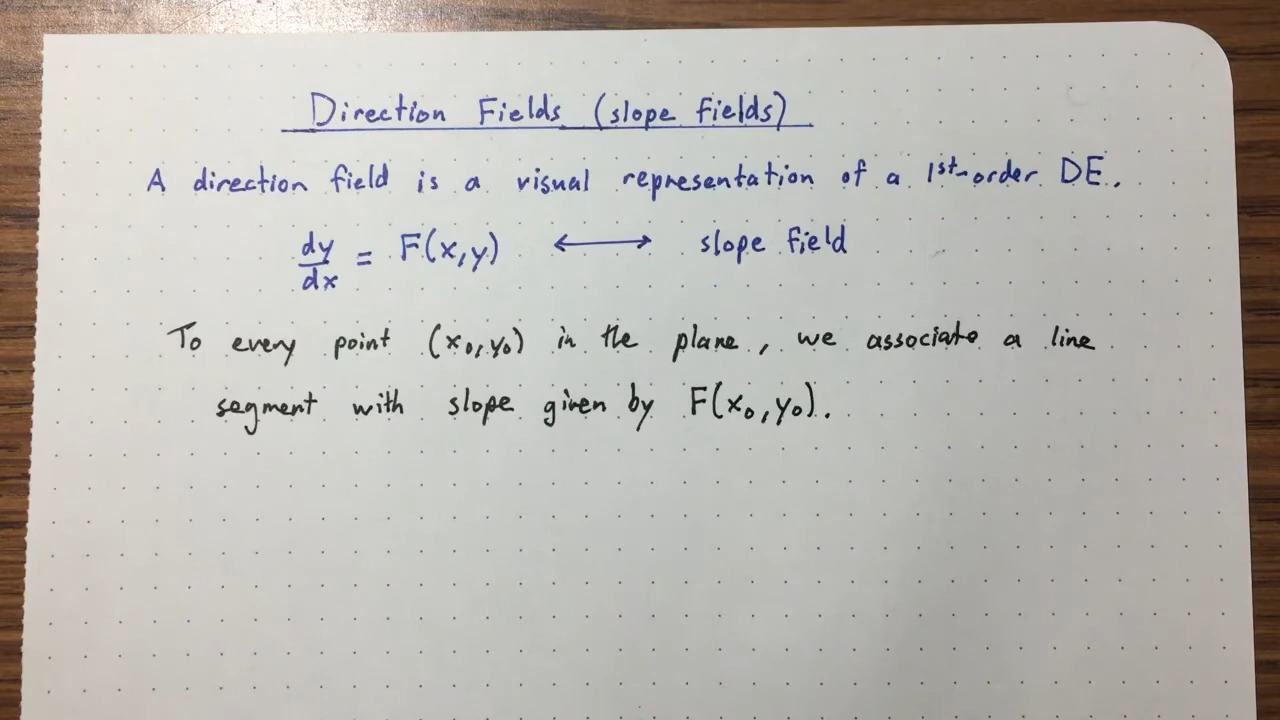 Direction Fields (slope fields)
A direction field is a visual representation of a 1st-order DE.
dy/dx = F(x,y) ⟷ slope field
To every point (x₀,y₀) in the plane, we associate a line
segment with slope given by F(x₀,y₀).